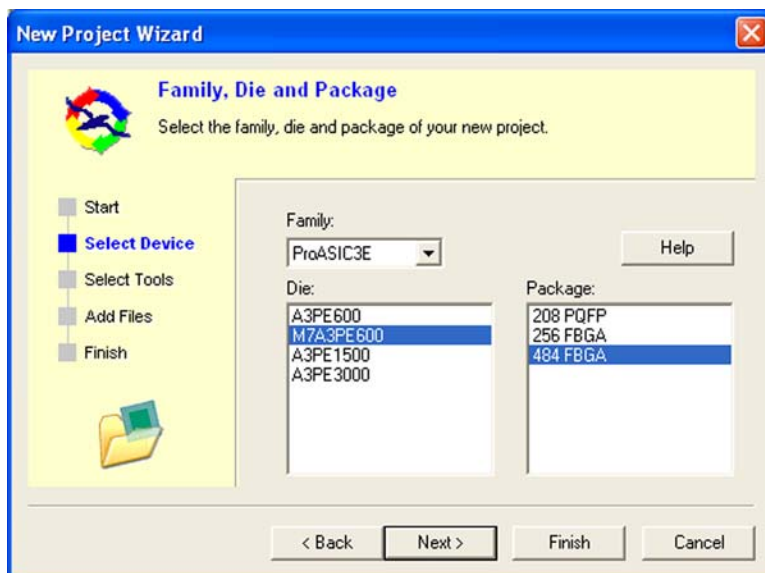 New Project Wizard
Family, Die and Package
Select the family, die and package of your new project.
Start
Select Device
Select Tools
Add Files
Finish
Family:
ProASIC3E
Help
Die:
A3PE600
M7A3PE600
A3PE1500
A3PE3000
Package:
208 PQFP
256 FBGA
484 FBGA
< Back
Next >
Finish
Cancel